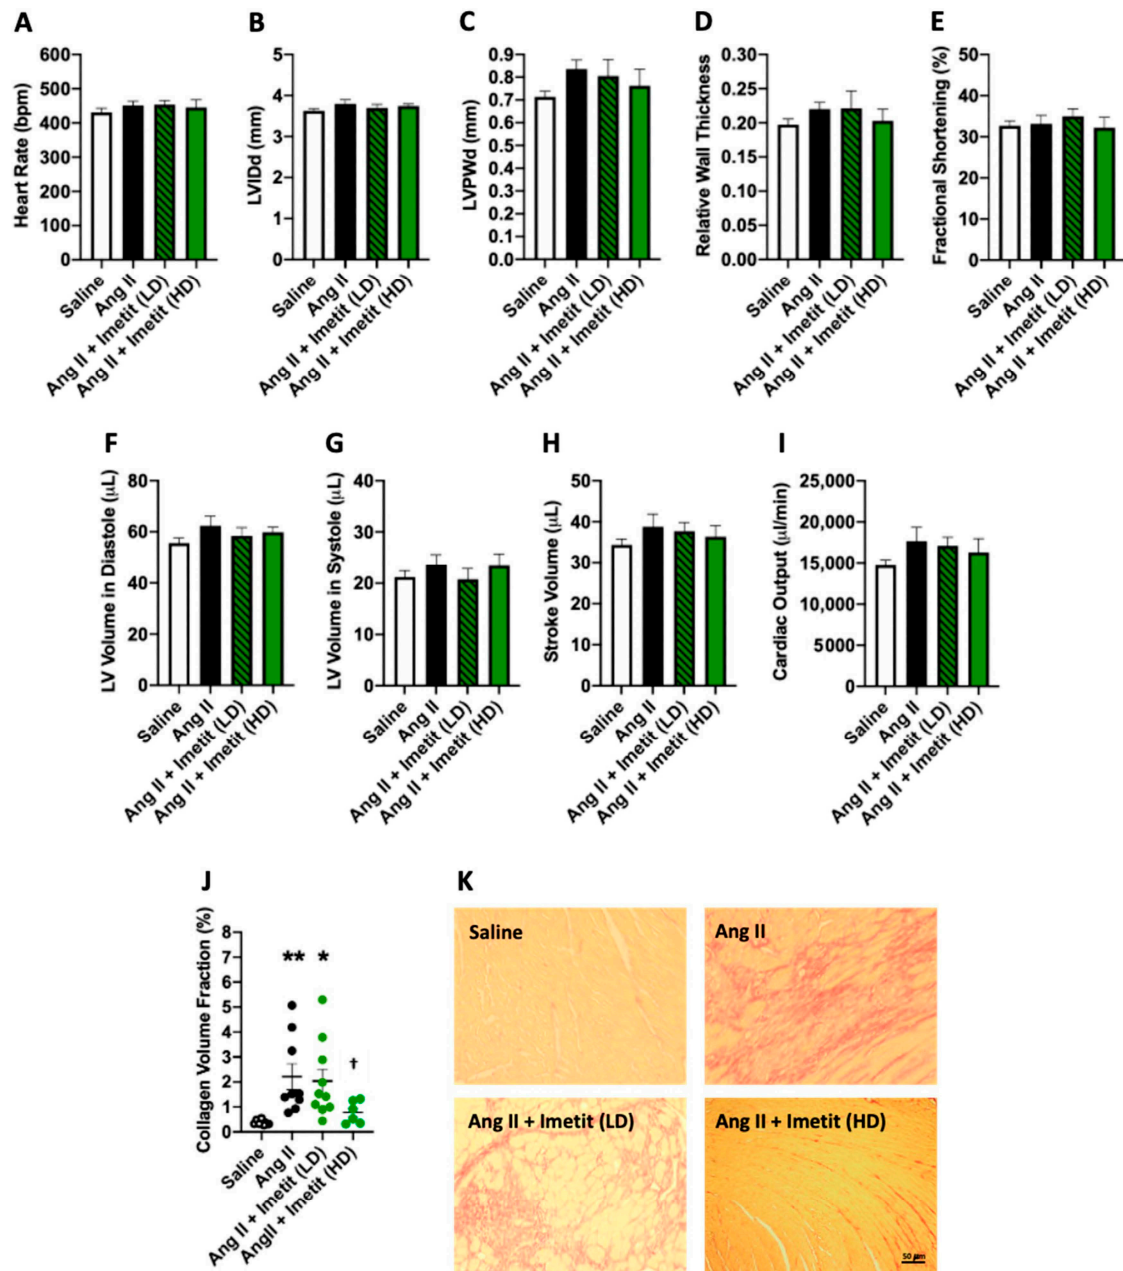 A
Heart Rate (bpm)
600
500
400
300
200
100
0
Saline
Ang II
Ang II + Imetit (LD)
Ang II + Imetit (HD)
B
LVIDd (mm)
5
4
3
2
1
0
Saline
Ang II
Ang II + Imetit (LD)
Ang II + Imetit (HD)
C
LVPWd (mm)
0.9
0.8
0.7
0.6
0.5
0.4
0.3
0.2
0.1
0.0
Saline
Ang II
Ang II + Imetit (LD)
Ang II + Imetit (HD)
D
Relative Wall Thickness
0.30
0.25
0.20
0.15
0.10
0.05
0.00
Saline
Ang II
Ang II + Imetit (LD)
Ang II + Imetit (HD)
E
Fractional Shortening (%)
50
40
30
20
10
0
Saline
Ang II
Ang II + Imetit (LD)
Ang II + Imetit (HD)
F
LV Volume in Diastole (µL)
80
60
40
20
0
Saline
Ang II
Ang II + Imetit (LD)
Ang II + Imetit (HD)
G
LV Volume in Systole (µL)
40
30
20
10
0
Saline
Ang II
Ang II + Imetit (LD)
Ang II + Imetit (HD)
H
Stroke Volume (µL)
50
40
30
20
10
0
Saline
Ang II
Ang II + Imetit (LD)
Ang II + Imetit (HD)
I
Cardiac Output (µl/min)
25,000
20,000
15,000
10,000
5000
0
Saline
Ang II
Ang II + Imetit (LD)
Ang II + Imetit (HD)
J
Collagen Volume Fraction (%)
8
7
6
5
4
3
2
1
0
**
*
†
Saline
Ang II
Ang II + Imetit (LD)
AngII + Imetit (HD)
K
Saline
Ang II
Ang II + Imetit (LD)
Ang II + Imetit (HD)
50 µm